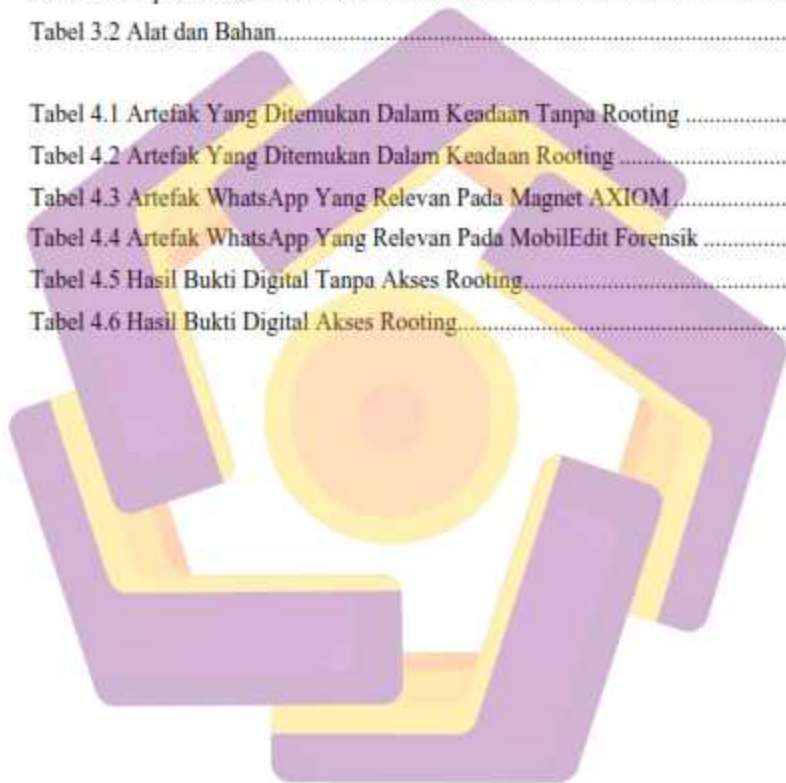 Tabel 3.2 Alat dan Bahan
Tabel 4.1 Artefak Yang Ditemukan Dalam Keadaan Tanpa Rooting
Tabel 4.2 Artefak Yang Ditemukan Dalam Keadaan Rooting
Tabel 4.3 Artefak WhatsApp Yang Relevan Pada Magnet AXIOM
Tabel 4.4 Artefak WhatsApp Yang Relevan Pada MobilEdit Forensik
Tabel 4.5 Hasil Bukti Digital Tanpa Akses Rooting
Tabel 4.6 Hasil Bukti Digital Akses Rooting